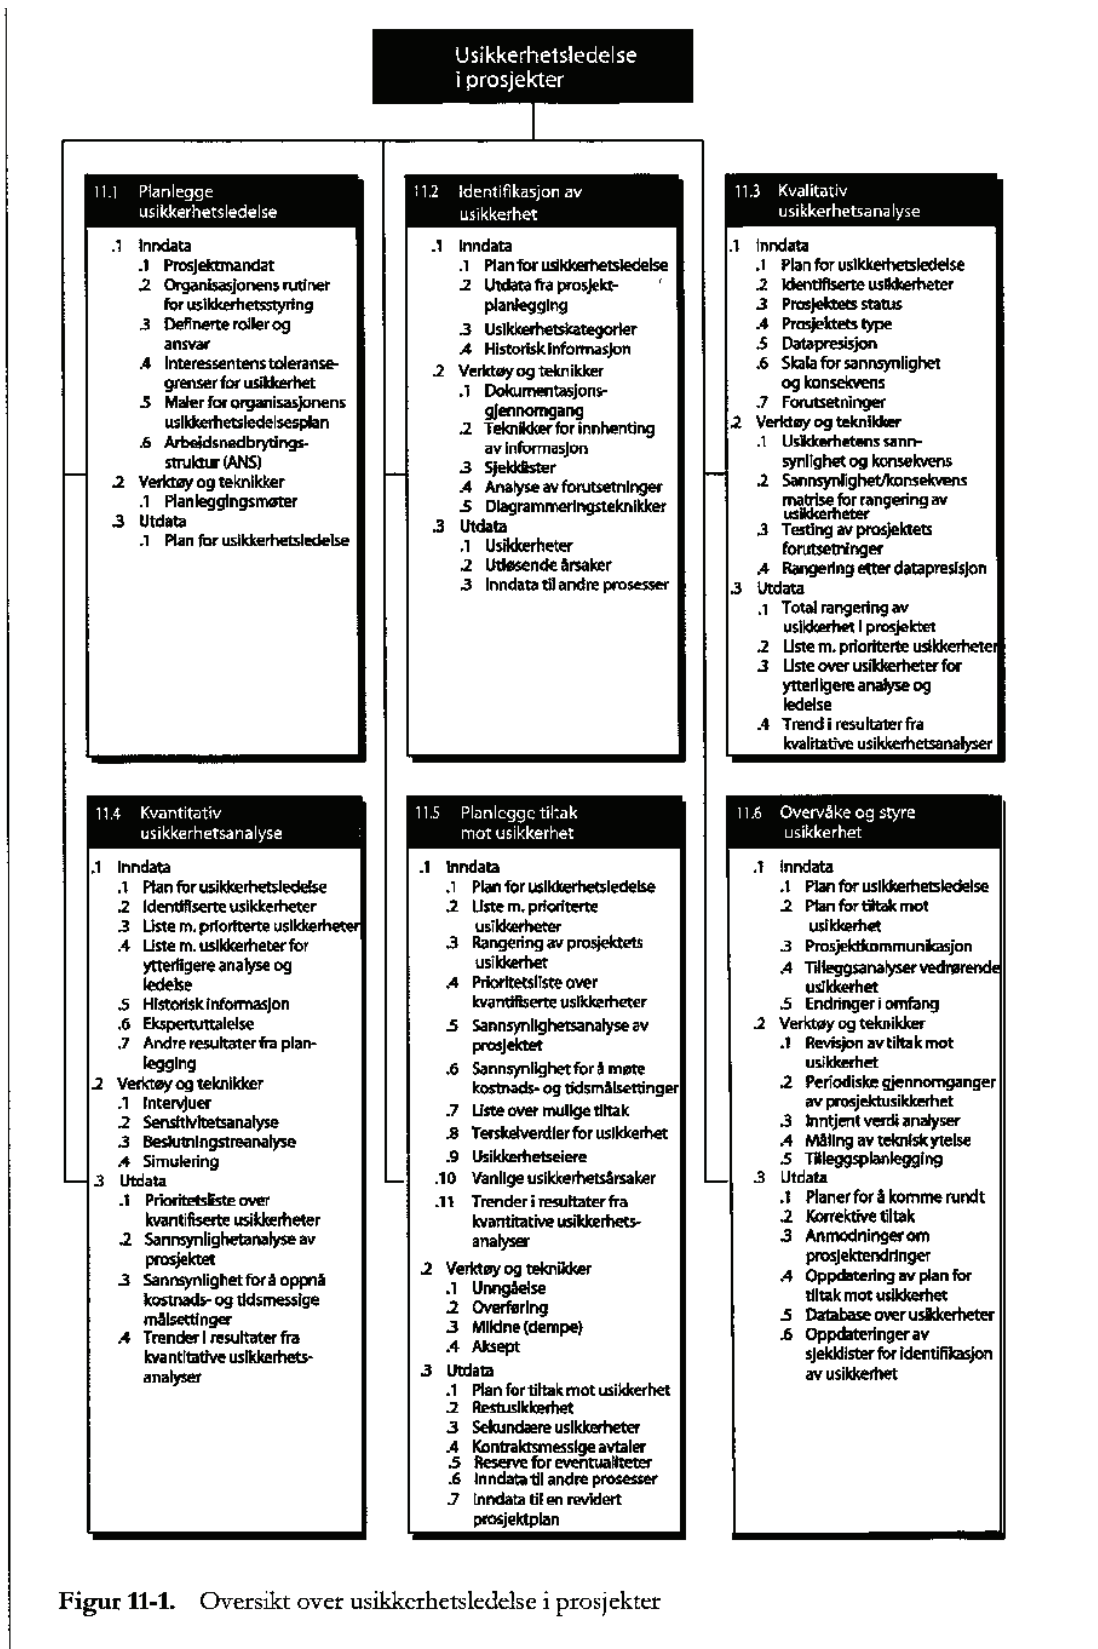 Usikkerhetsledelse
i prosjekter
11.1 Planlegge
usikkerhetsledelse
.1 Inndata
.1 Prosjektmandat
.2 Organisasjonens rutiner
for usikkerhetsstyring
.3 Definerte roller og
ansvar
.4 Interessentens toleranse-
grenser for usikkerhet
.5 Maler for organisasjonens
usikkerhetsledelsesplan
.6 Arbeidsnedbrytings-
struktur (ANS)
.2 Verktøy og teknikker
.1 Planleggingsmøter
.3 Utdata
.1 Plan for usikkerhetsledelse
11.2 Identifikasjon av
usikkerhet
.1 Inndata
.1 Plan for usikkerhetsledelse
.2 Utdata fra prosjekt-
planlegging
.3 Usikkerhetskategorier
.4 Historisk informasjon
.2 Verktøy og teknikker
.1 Dokumentasjons-
gjennomgang
.2 Teknikker for innhenting
av informasjon
.3 Sjekklister
.4 Analyse av forutsetninger
.5 Diagrammeringsteknikker
.3 Utdata
.1 Usikkerheter
.2 Utløsende årsaker
.3 Inndata til andre prosesser
11.3 Kvalitativ
usikkerhetsanalyse
.1 Inndata
.1 Plan for usikkerhetsledelse
.2 Identifiserte usikkerheter
.3 Prosjektets status
.4 Prosjektets type
.5 Datapresisjon
.6 Skala for sannsynlighet
og konsekvens
.7 Forutsetninger
.2 Verktøy og teknikker
.1 Usikkerhetens sann-
synlighet og konsekvens
.2 Sannsynlighet/konsekvens
matrise for rangering av
usikkerheter
.3 Testing av prosjektets
forutsetninger
.4 Rangering etter datapresisjon
.3 Utdata
.1 Total rangering av
usikkerhet i prosjektet
.2 Liste m. prioriterte usikkerheter
.3 Liste over usikkerheter for
ytterligere analyse og
ledelse
.4 Trend i resultater fra
kvalitative usikkerhetsanalyser
11.4 Kvantitativ
usikkerhetsanalyse
.1 Inndata
.1 Plan for usikkerhetsledelse
.2 Identifiserte usikkerheter
.3 Liste m. prioriterte usikkerheter
.4 Liste m. usikkerheter for
ytterligere analyse og
ledelse
.5 Historisk informasjon
.6 Ekspertuttalelse
.7 Andre resultater fra plan-
legging
.2 Verktøy og teknikker
.1 Intervjuer
.2 Sensitivitetsanalyse
.3 Beslutningstreanalyse
.4 Simulering
.3 Utdata
.1 Prioritetsliste over
kvantifiserte usikkerheter
.2 Sannsynlighetanalyse av
prosjektet
.3 Sannsynlighet for å oppnå
kostnads- og tidsmessige
målsettinger
.4 Trender i resultater fra
kvantitative usikkerhets-
analyser
11.5 Planlegge tiltak
mot usikkerhet
.1 Inndata
.1 Plan for usikkerhetsledelse
.2 Liste m. prioriterte
usikkerheter
.3 Rangering av prosjektets
usikkerhet
.4 Prioritetsliste over
kvantifiserte usikkerheter
.5 Sannsynlighetsanalyse av
prosjektet
.6 Sannsynlighet for å møte
kostnads- og tidsmålsettinger
.7 Liste over mulige tiltak
.8 Terskelverdier for usikkerhet
.9 Usikkerhetseiere
.10 Vanlige usikkerhetsårsaker
.11 Trender i resultater fra
kvantitative usikkerhets-
analyser
.2 Verktøy og teknikker
.1 Unngåelse
.2 Overføring
.3 Mikine (dempe)
.4 Aksept
.3 Utdata
.1 Plan for tiltak mot usikkerhet
.2 Restusikkerhet
.3 Sekundære usikkerheter
.4 Kontraktsmessige avtaler
.5 Reserve for eventualiteter
.6 Inndata til andre prosesser
.7 Inndata til en revidert
prosjektplan
11.6 Overvåke og styre
usikkerhet
.1 Inndata
.1 Plan for usikkerhetsledelse
.2 Plan for tiltak mot
usikkerhet
.3 Prosjektkommunikasjon
.4 Tilleggsanalyser vedrørende
usikkerhet
.5 Endringer i omfang
.2 Verktøy og teknikker
.1 Revisjon av tiltak mot
usikkerhet
.2 Periodiske gjennomganger
av prosjektusikkerhet
.3 Inntjent verdi analyser
.4 Måling av teknisk ytelse
.5 Tilleggsplanlegging
.3 Utdata
.1 Planer for å komme rundt
.2 Korrektive tiltak
.3 Anmodninger om
prosjektendringer
.4 Oppdatering av plan for
tiltak mot usikkerhet
.5 Database over usikkerheter
.6 Oppdateringer av
sjekklister for identifikasjon
av usikkerhet
Figur 11-1. Oversikt over usikkerhetsledelse i prosjekter